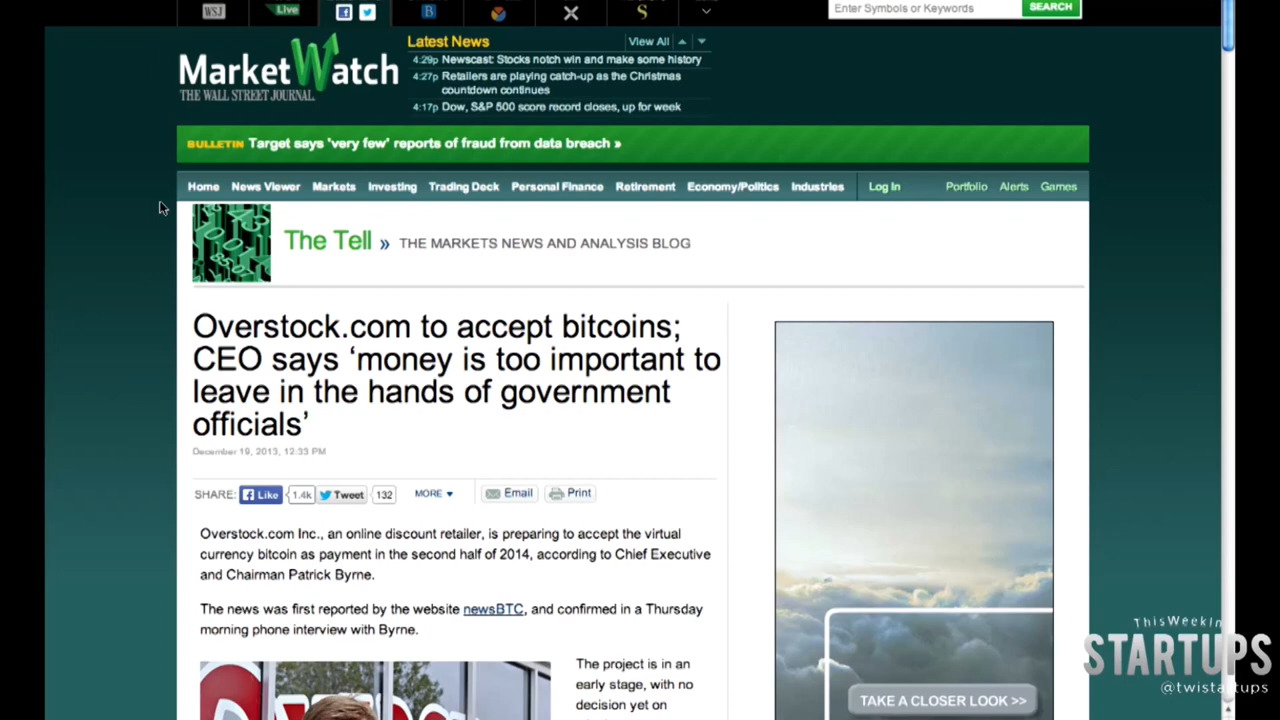 WSJ
Live
B
S
Enter Symbols or Keywords
SEARCH
MarketWatch
THE WALL STREET JOURNAL.
Latest News
View All
4:29p Newscast: Stocks notch win and make some history
4:27p Retailers are playing catch-up as the Christmas
countdown continues
4:17p Dow, S&P 500 score record closes, up for week
BULLETIN Target says 'very few' reports of fraud from data breach »
Home News Viewer Markets Investing Trading Deck Personal Finance Retirement Economy/Politics Industries Log In Portfolio Alerts Games
The Tell » THE MARKETS NEWS AND ANALYSIS BLOG
Overstock.com to accept bitcoins;
CEO says ‘money is too important to
leave in the hands of government
officials’
December 19, 2013, 12:33 PM
SHARE: Like 1.4k Tweet 132 MORE Email Print
Overstock.com Inc., an online discount retailer, is preparing to accept the virtual
currency bitcoin as payment in the second half of 2014, according to Chief Executive
and Chairman Patrick Byrne.
The news was first reported by the website newsBTC, and confirmed in a Thursday
morning phone interview with Byrne.
The project is in an
early stage, with no
decision yet on
TAKE A CLOSER LOOK >>
ThisWeekIn
STARTUPS
@twistartups